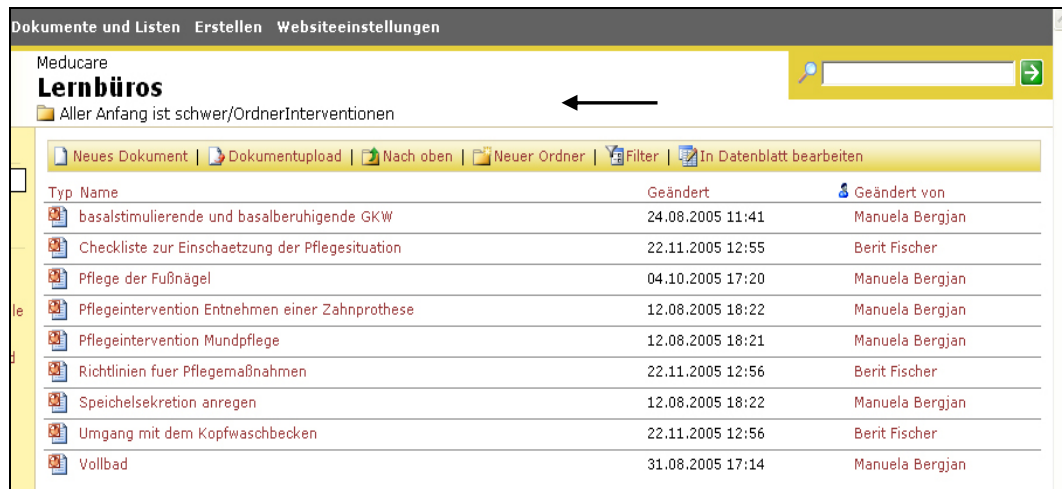 Dokumente und Listen Erstellen Websiteeinstellungen
Meducare
Lernbüros
Aller Anfang ist schwer/OrdnerInterventionen
Neues Dokument | Dokumentupload | Nach oben | Neuer Ordner | Filter | In Datenblatt bearbeiten
Typ Name Geändert Geändert von
basalstimulierende und basalberuhigende GKW 24.08.2005 11:41 Manuela Bergjan
Checkliste zur Einschaetzung der Pflegesituation 22.11.2005 12:55 Berit Fischer
Pflege der Fußnägel 04.10.2005 17:20 Manuela Bergjan
le Pflegeintervention Entnehmen einer Zahnprothese 12.08.2005 18:22 Manuela Bergjan
Pflegeintervention Mundpflege 12.08.2005 18:21 Manuela Bergjan
Richtlinien fuer Pflegemaßnahmen 22.11.2005 12:56 Berit Fischer
Speichelsekretion anregen 12.08.2005 18:22 Manuela Bergjan
Umgang mit dem Kopfwaschbecken 22.11.2005 12:56 Berit Fischer
Vollbad 31.08.2005 17:14 Manuela Bergjan